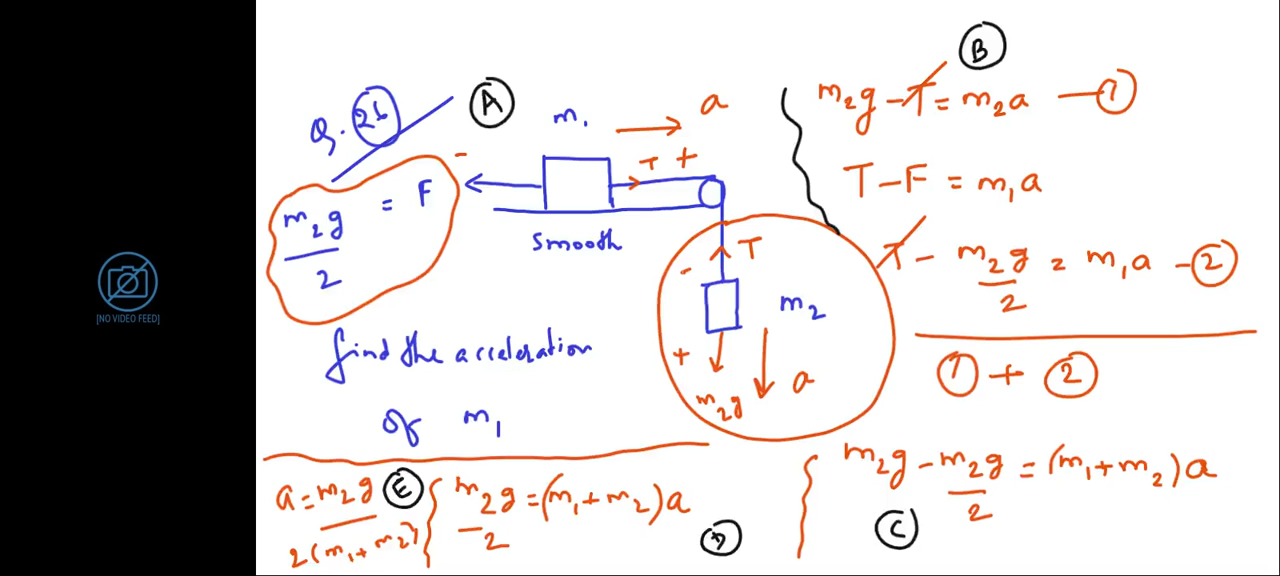 Q. 21
A
m₁
a
T +
-
m₂g/2 = F
Smooth
T
-
m₂
+
m₂g
a
find the acceleration
of m₁
B
m₂g - T = m₂a — 1
T - F = m₁a
T - m₂g/2 = m₁a - 2
1 + 2
m₂g - m₂g/2 = (m₁+m₂)a
C
m₂g/2 = (m₁+m₂)a
D
a = m₂g/2(m₁+m₂)
E
[NO VIDEO FEED]